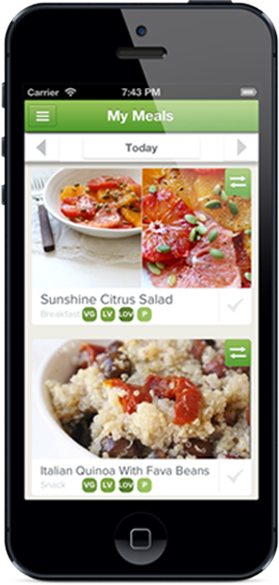 Carrier 7:43 PM
My Meals
Today
Sunshine Citrus Salad
Breakfast VG LV LOV P
Italian Quinoa With Fava Beans
Snack VG LV LOV P